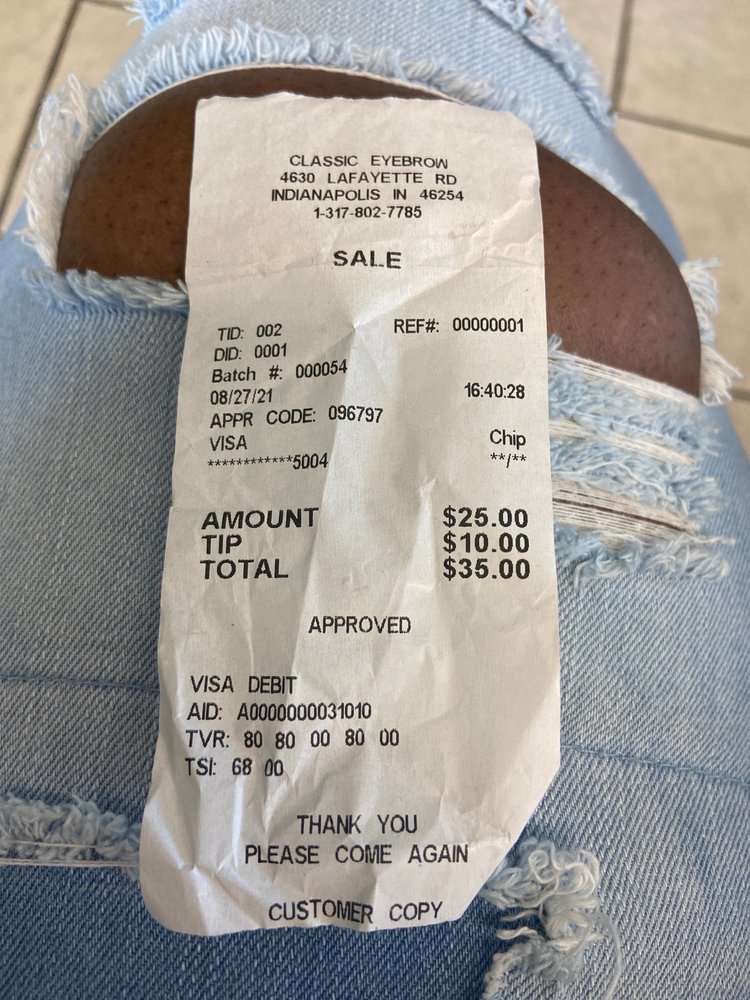 CLASSIC EYEBROW
4630 LAFAYETTE RD
INDIANAPOLIS IN 46254
1-317-802-7785
SALE
TID: 002 REF#: 00000001
DID: 0001
Batch #: 000054
08/27/21 16:40:28
APPR CODE: 096797
VISA Chip
************5004 **/**
AMOUNT $25.00
TIP $10.00
TOTAL $35.00
APPROVED
VISA DEBIT
AID: A0000000031010
TVR: 80 80 00 80 00
TSI: 68 00
THANK YOU
PLEASE COME AGAIN
CUSTOMER COPY